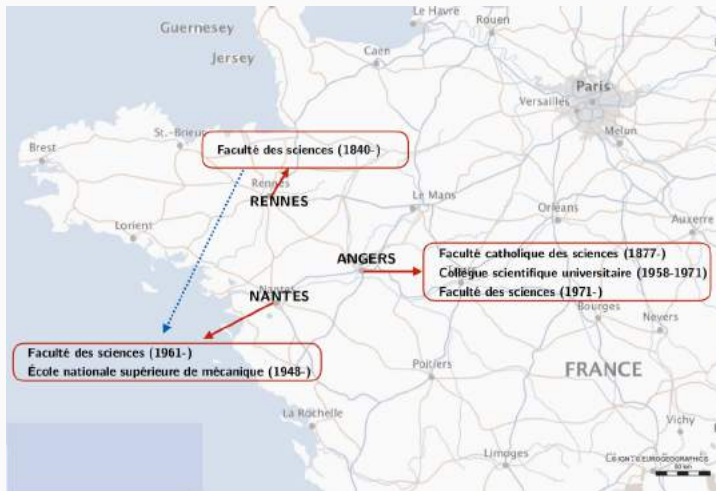 Guernesey
Jersey
Le Havre
Rouen
Caen
Paris
Versailles
Melun
Brest
St.-Brieuc
Faculté des sciences (1840-)
Rennes
RENNES
Le Mans
Orléans
Auxerre
Lorient
ANGERS
Faculté catholique des sciences (1877-)
Collègue scientifique universitaire (1958-1971)
Faculté des sciences (1971-)
Nantes
NANTES
Bourges
Nevers
Faculté des sciences (1961-)
École nationale supérieure de mécanique (1948-)
Poitiers
FRANCE
La Rochelle
Vichy
Limoges
50 km